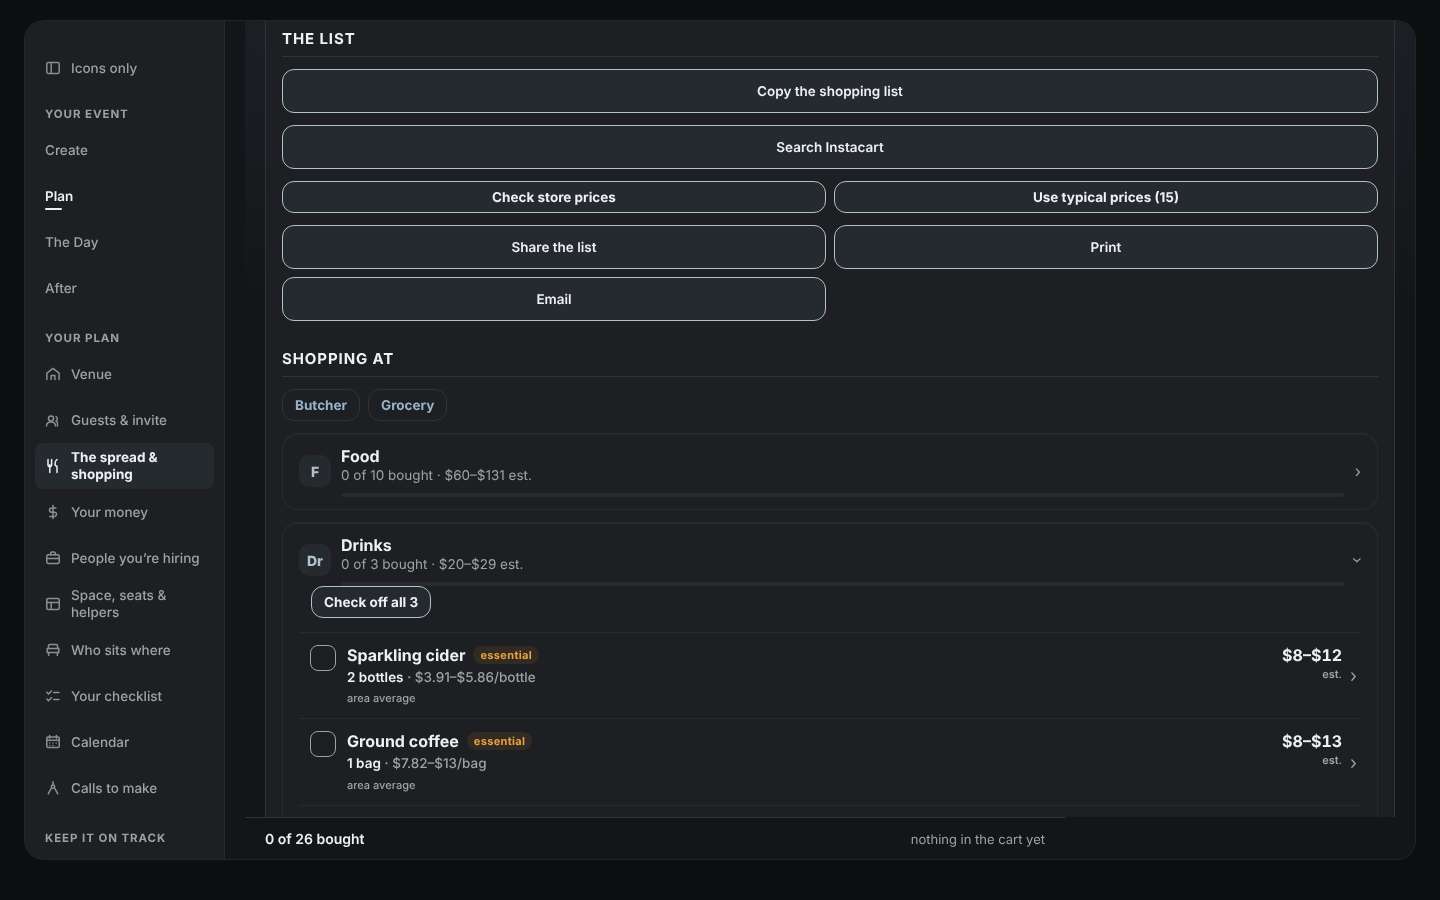 Icons only
YOUR EVENT
Create
Plan
The Day
After
YOUR PLAN
Venue
Guests & invite
The spread &
shopping
Your money
People you’re hiring
Space, seats &
helpers
Who sits where
Your checklist
Calendar
Calls to make
KEEP IT ON TRACK
THE LIST
Copy the shopping list
Search Instacart
Check store prices
Use typical prices (15)
Share the list
Print
Email
SHOPPING AT
Butcher
Grocery
F
Food
0 of 10 bought · $60–$131 est.
Dr
Drinks
0 of 3 bought · $20–$29 est.
Check off all 3
Sparkling cider essential
$8–$12
2 bottles · $3.91–$5.86/bottle
est.
area average
Ground coffee essential
$8–$13
1 bag · $7.82–$13/bag
est.
area average
0 of 26 bought
nothing in the cart yet